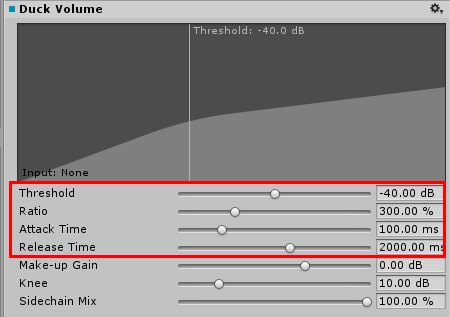 Duck Volume
Threshold: -40.0 dB
Input: None
Threshold -40.00 dB
Ratio 300.00 %
Attack Time 100.00 ms
Release Time 2000.00 ms
Make-up Gain 0.00 dB
Knee 10.00 dB
Sidechain Mix 100.00 %